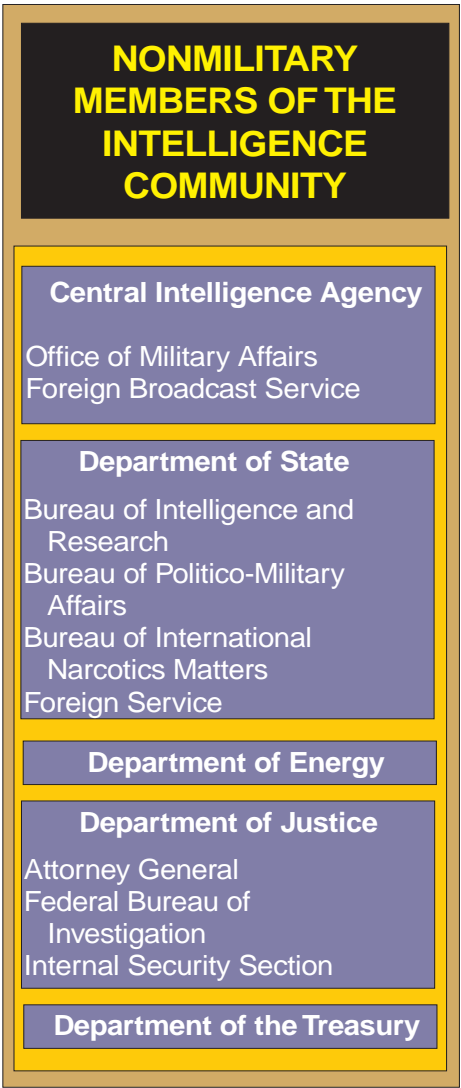 NONMILITARY
MEMBERS OF THE
INTELLIGENCE
COMMUNITY
Central Intelligence Agency
Office of Military Affairs
Foreign Broadcast Service
Department of State
Bureau of Intelligence and
Research
Bureau of Politico-Military
Affairs
Bureau of International
Narcotics Matters
Foreign Service
Department of Energy
Department of Justice
Attorney General
Federal Bureau of
Investigation
Internal Security Section
Department of the Treasury